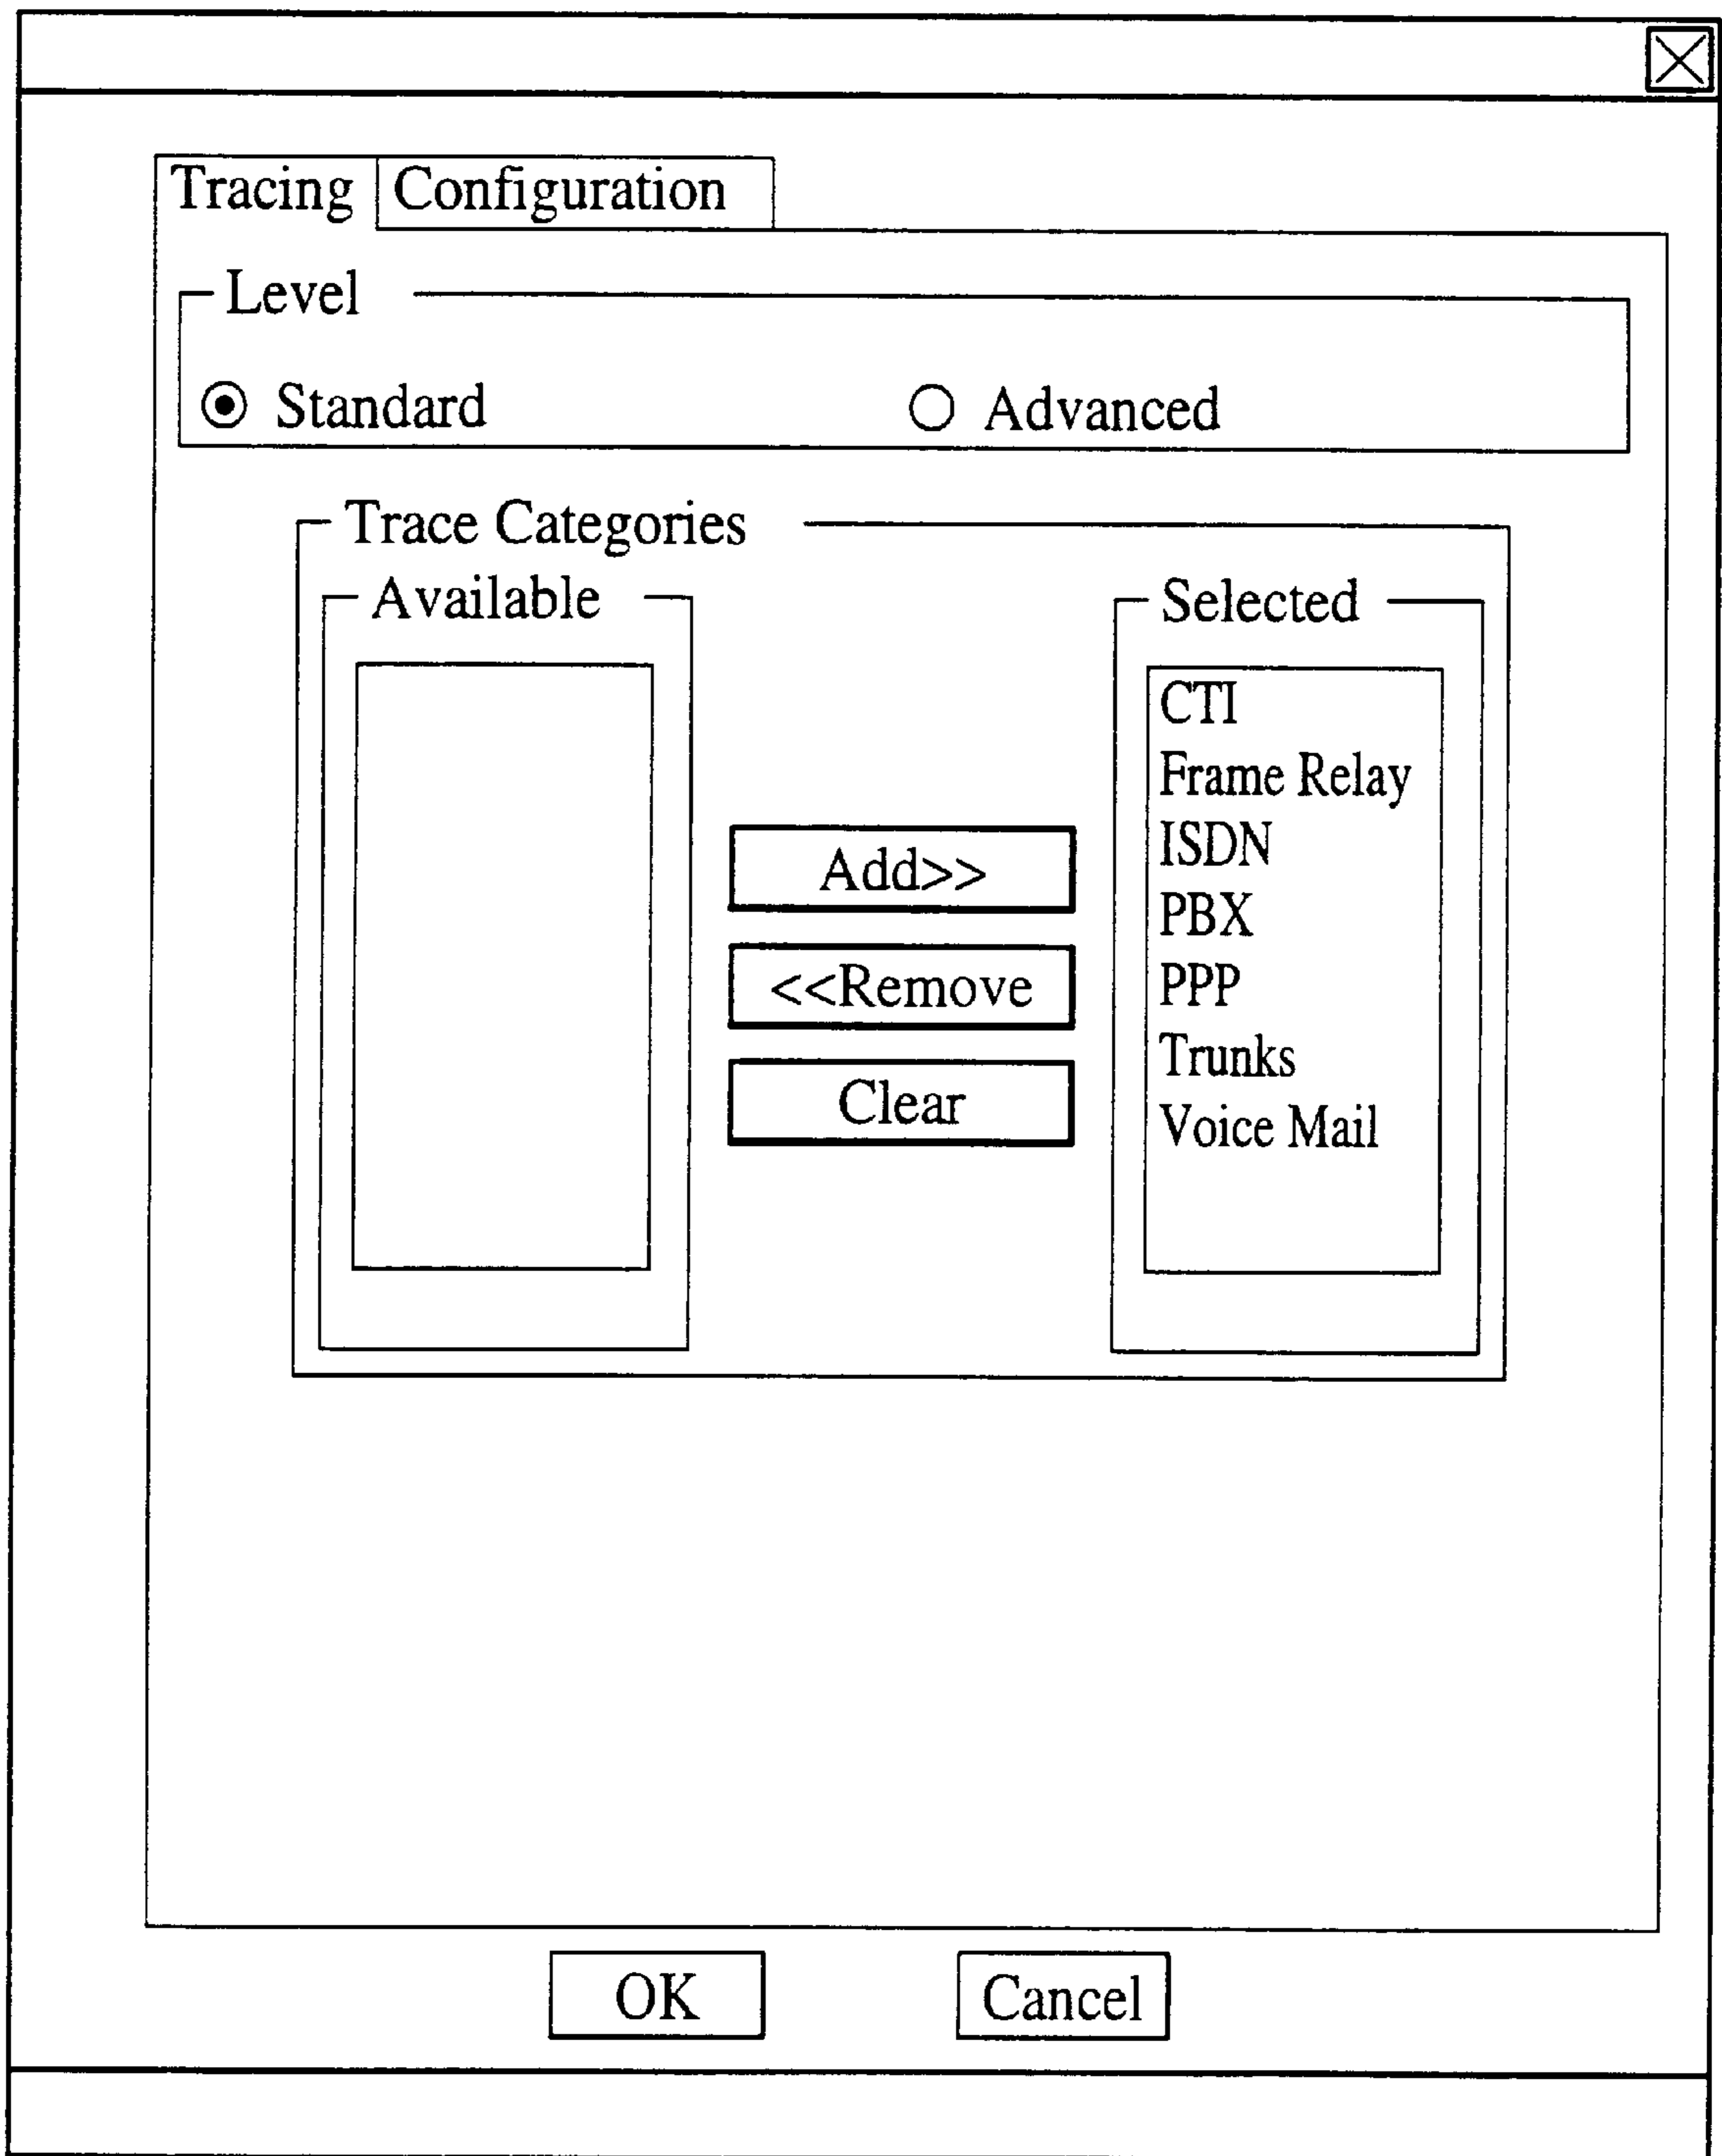 Tracing Configuration
Level
Standard Advanced
Trace Categories
Available
Selected
CTI
Frame Relay
ISDN
PBX
PPP
Trunks
Voice Mail
Add>>
<<Remove
Clear
OK Cancel